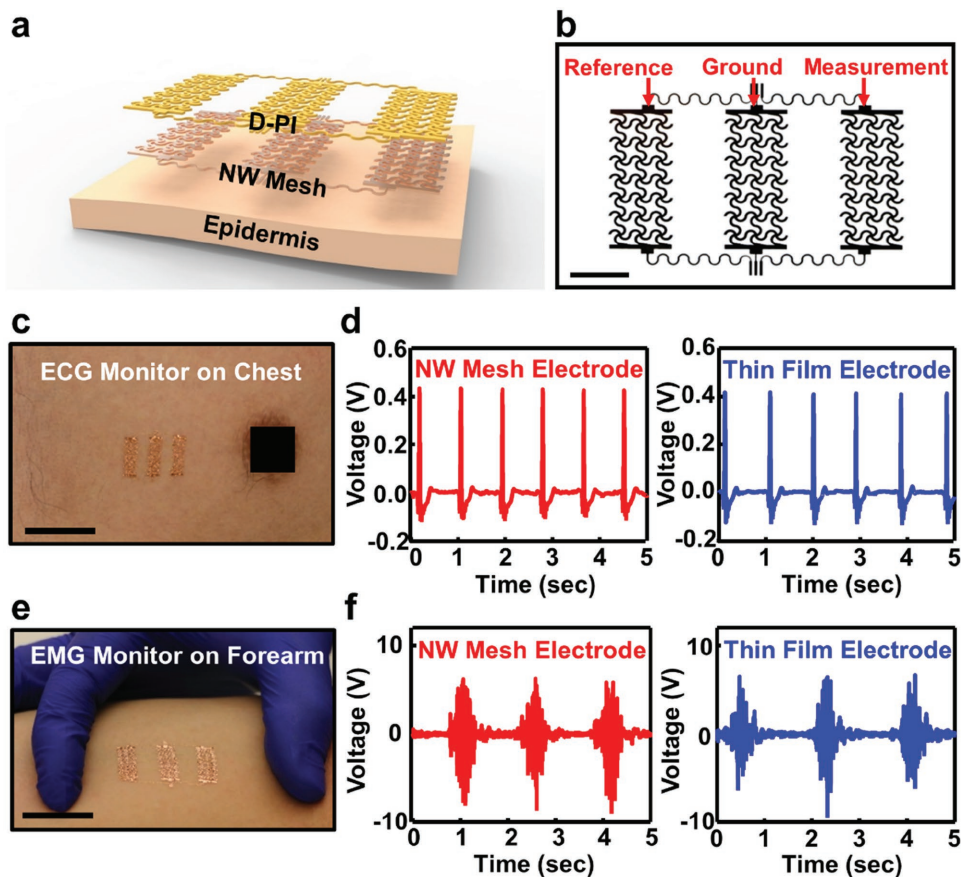 a
D-PI
NW Mesh
Epidermis
b
Reference Ground Measurement
c
ECG Monitor on Chest
d
Voltage (V)
0.6
0.4
0.2
0.0
-0.2
NW Mesh Electrode
0 1 2 3 4 5
Time (sec)
Voltage (V)
0.6
0.4
0.2
0.0
-0.2
Thin Film Electrode
0 1 2 3 4 5
Time (sec)
e
EMG Monitor on Forearm
f
Voltage (V)
10
0
-10
NW Mesh Electrode
0 1 2 3 4 5
Time (sec)
Voltage (V)
10
0
-10
Thin Film Electrode
0 1 2 3 4 5
Time (sec)